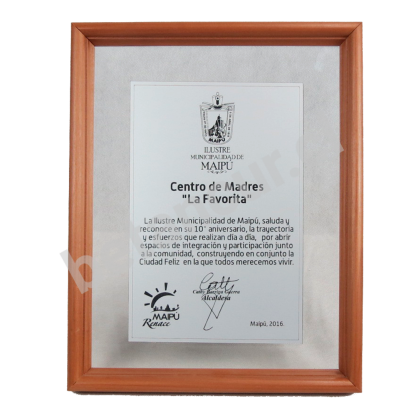 MAIPÚ
ILUSTRE
MUNICIPALIDAD DE
MAIPÚ
Centro de Madres
"La Favorita"
La Ilustre Municipalidad de Maipú, saluda y
reconoce en su 10° aniversario, la trayectoria
y esfuerzos que realizan día a día, por abrir
espacios de integración y participación junto
a la comunidad, construyendo en conjunto la
Ciudad Feliz en la que todos merecemos vivir.
Alcaldesa
MAIPÚ
Renace
Maipú, 2016.